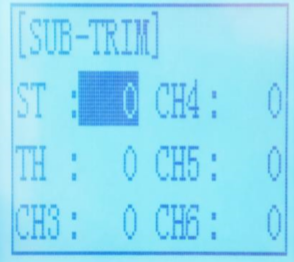 [SUB-TRIM]
ST : 0 CH4: 0
TH : 0 CH5: 0
CH3: 0 CH6: 0